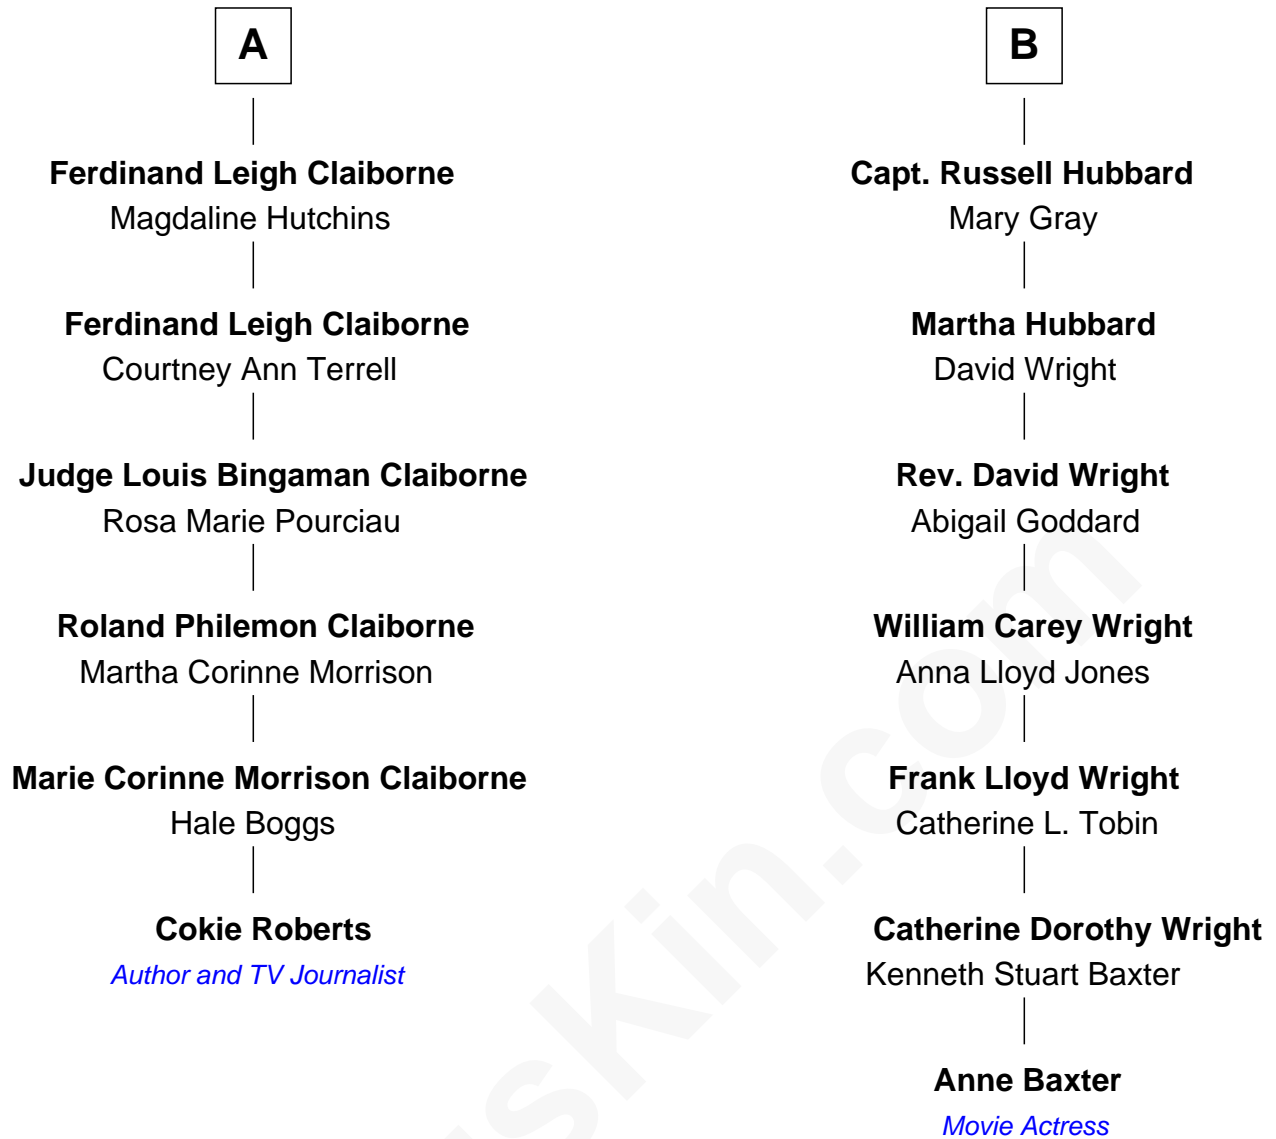 A
Ferdinand Leigh Claiborne
Magdaline Hutchins
Ferdinand Leigh Claiborne
Courtney Ann Terrell
Judge Louis Bingaman Claiborne
Rosa Marie Pourciau
Roland Philemon Claiborne
Martha Corinne Morrison
Marie Corinne Morrison Claiborne
Hale Boggs
Cokie Roberts
Author and TV Journalist
B
Capt. Russell Hubbard
Mary Gray
Martha Hubbard
David Wright
Rev. David Wright
Abigail Goddard
William Carey Wright
Anna Lloyd Jones
Frank Lloyd Wright
Catherine L. Tobin
Catherine Dorothy Wright
Kenneth Stuart Baxter
Anne Baxter
Movie Actress